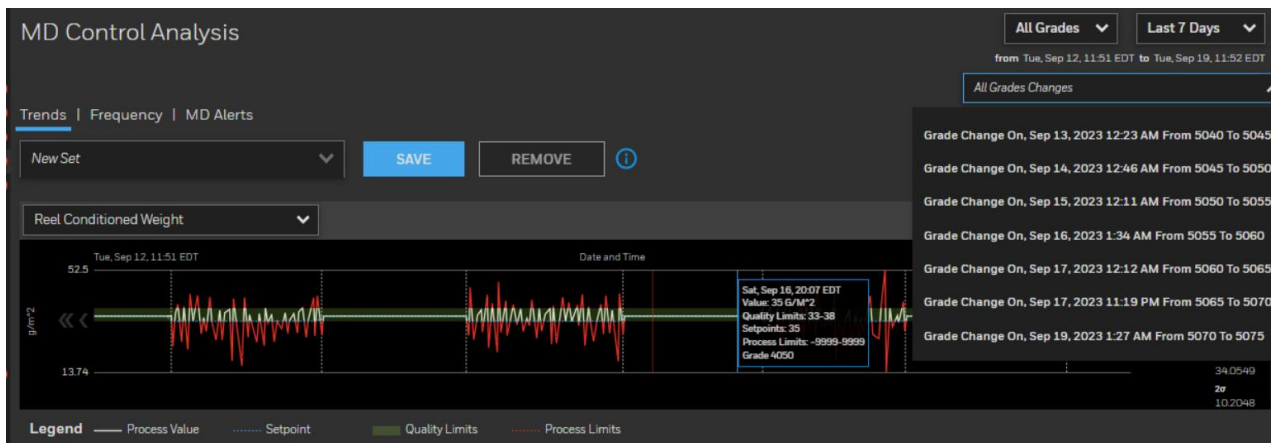 MD Control Analysis
All Grades
Last 7 Days
from Tue, Sep 12, 11:51 EDT to Tue, Sep 19, 11:52 EDT
All Grades Changes
Trends | Frequency | MD Alerts
New Set
SAVE
REMOVE
Grade Change On, Sep 13, 2023 12:23 AM From 5040 To 5045
Grade Change On, Sep 14, 2023 12:46 AM From 5045 To 5050
Grade Change On, Sep 15, 2023 12:11 AM From 5050 To 5055
Grade Change On, Sep 16, 2023 1:34 AM From 5055 To 5060
Grade Change On, Sep 17, 2023 12:12 AM From 5060 To 5065
Grade Change On, Sep 17, 2023 11:19 PM From 5065 To 5070
Grade Change On, Sep 19, 2023 1:27 AM From 5070 To 5075
Reel Conditioned Weight
Tue, Sep 12, 11:51 EDT
Date and Time
52.5
g/m^2
13.74
Sat, Sep 16, 20:07 EDT
Value: 35 G/M^2
Quality Limits: 33-38
Setpoints: 35
Process Limits: -9999-9999
Grade 4050
34.0549
2σ
10.2048
Legend
Process Value
Setpoint
Quality Limits
Process Limits